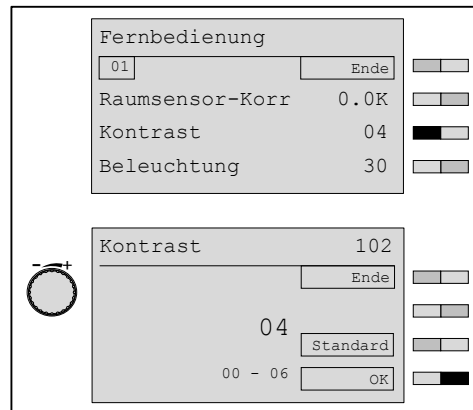 Fernbedienung
01 Ende
Raumsensor-Korr 0.0K
Kontrast 04
Beleuchtung 30
Kontrast 102
Ende
- +
04
Standard
00 - 06 OK